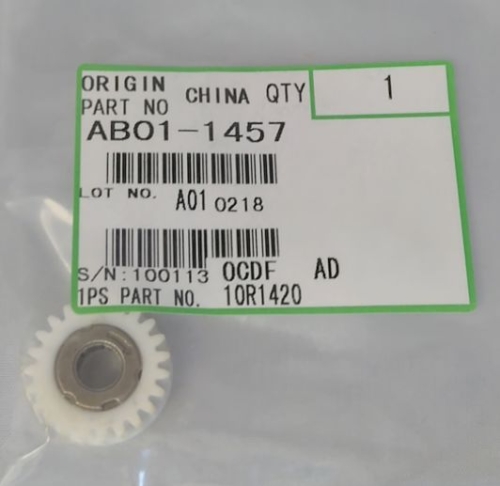 ORIGIN CHINA QTY 1
PART NO
AB01-1457
LOT NO. A01 0218
S/N:100113 OCDF AD
1PS PART NO. 10R1420